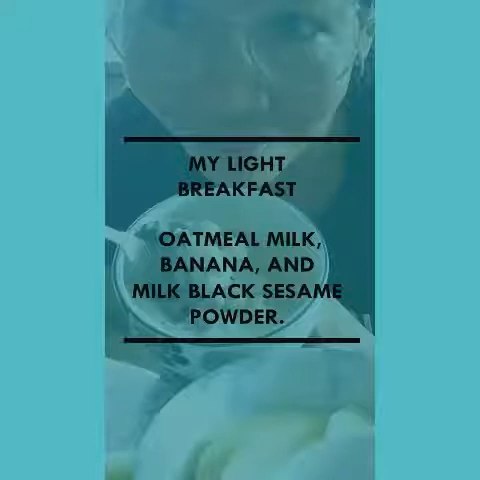 MY LIGHT
BREAKFAST
OATMEAL MILK,
BANANA, AND
MILK BLACK SESAME
POWDER.